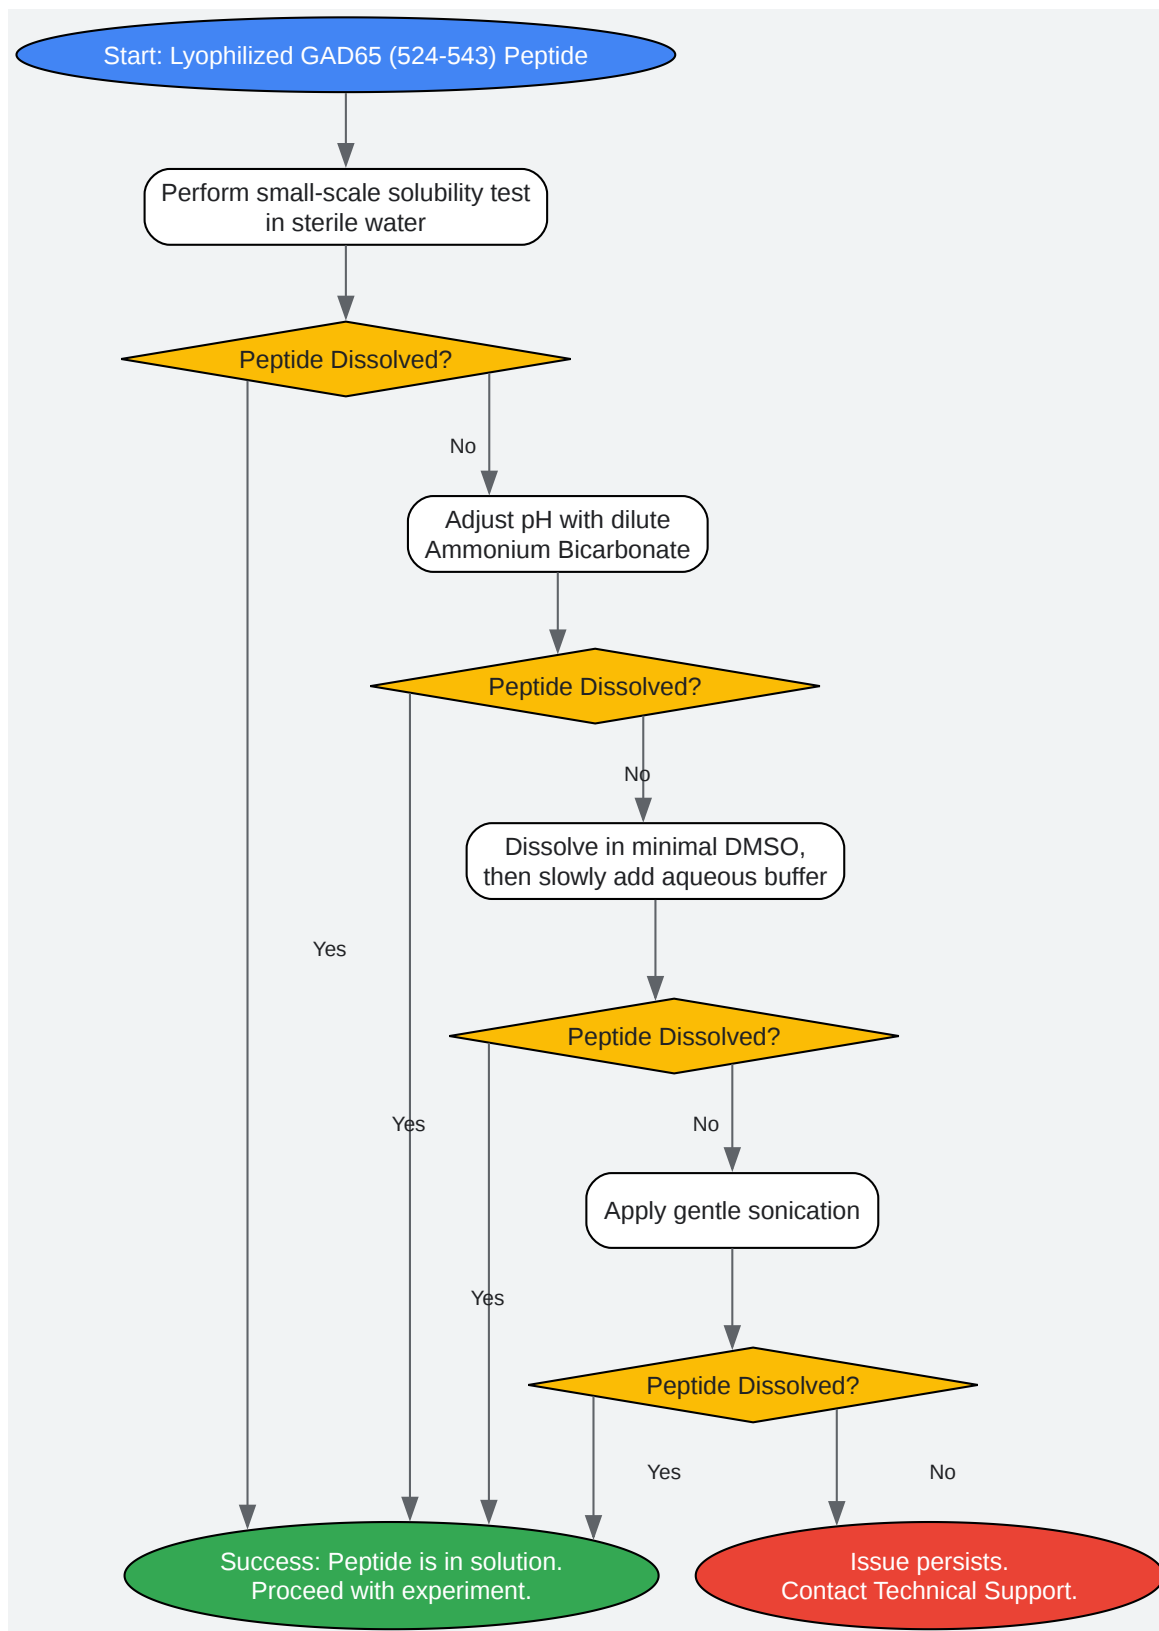 Start: Lyophilized GAD65 (524-543) Peptide
Perform small-scale solubility test
in sterile water
Peptide Dissolved?
No
Adjust pH with dilute
Ammonium Bicarbonate
Peptide Dissolved?
No
Dissolve in minimal DMSO,
then slowly add aqueous buffer
Yes
Peptide Dissolved?
Yes
No
Apply gentle sonication
Yes
Peptide Dissolved?
Yes
No
Success: Peptide is in solution.
Proceed with experiment.
Issue persists.
Contact Technical Support.